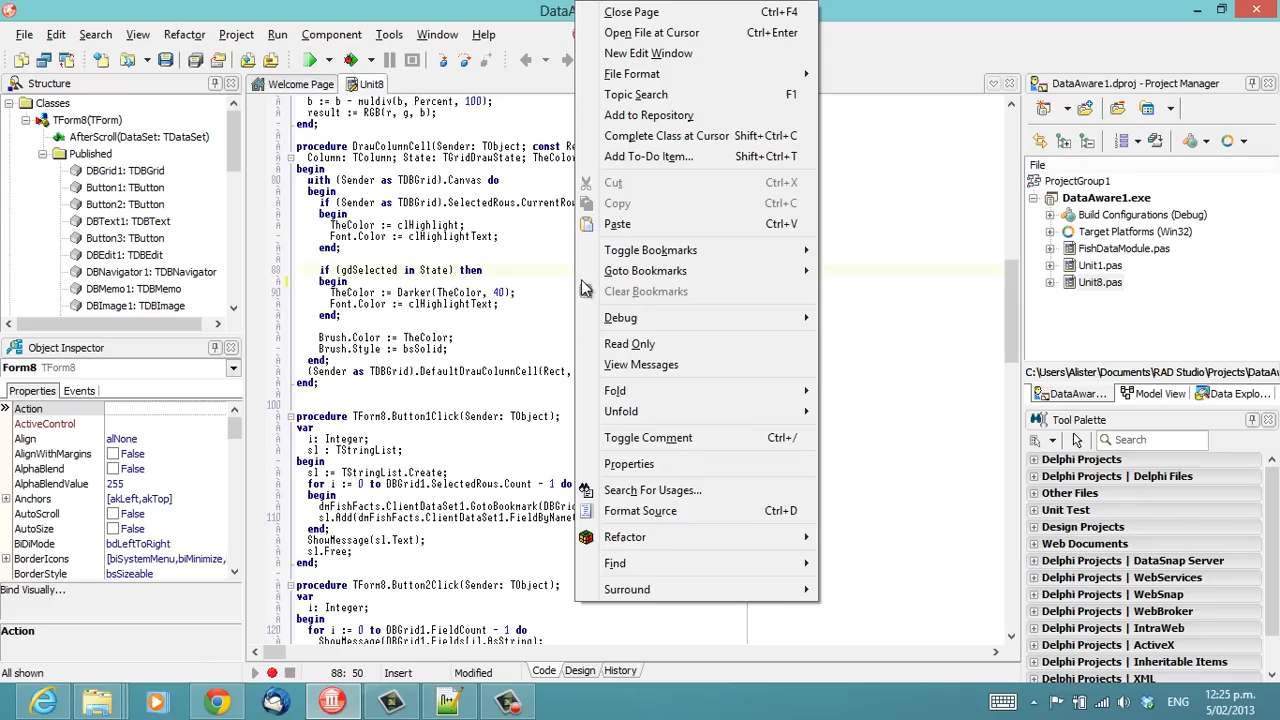 DataAw
File Edit Search View Refactor Project Run Component Tools Window Help
Structure
Classes
TForm8(TForm)
AfterScroll(DataSet: TDataSet)
Published
DBGrid1: TDBGrid
Button1: TButton
Button2: TButton
DBText1: TDBText
Button3: TButton
DBEdit1: TDBEdit
DBNavigator1: TDBNavigator
DBMemo1: TDBMemo
DBImage1: TDBImage
Object Inspector
Form8 TForm8
Properties Events
Action
ActiveControl
Align alNone
AlignWithMargins False
AlphaBlend False
AlphaBlendValue 255
Anchors [akLeft,akTop]
AutoScroll False
AutoSize False
BiDiMode bdLeftToRight
BorderIcons [biSystemMenu,biMinimize,
BorderStyle bsSizeable
Bind Visually...
Action
All shown
Welcome Page Unit8
b := b - muldiv(b, Percent, 100);
result := RGB(r, g, b);
end;
procedure DrawColumnCell(Sender: TObject; const Re
Column: TColumn; State: TGridDrawState; TheColor
begin
80 with (Sender as TDBGrid).Canvas do
begin
if (Sender as TDBGrid).SelectedRows.CurrentRow
begin
TheColor := clHighlight;
Font.Color := clHighlightText;
end;
88 if (gdSelected in State) then
begin
90 TheColor := Darker(TheColor, 40);
Font.Color := clHighlightText;
end;
Brush.Color := TheColor;
Brush.Style := bsSolid;
end;
(Sender as TDBGrid).DefaultDrawColumnCell(Rect,
end;
100
procedure TForm8.Button1Click(Sender: TObject);
var
i: Integer;
sl : TStringList;
begin
sl := TStringList.Create;
for i := 0 to DBGrid1.SelectedRows.Count - 1 do
begin
dmFishFacts.ClientDataSet1.GotoBookmark(DBGrid
110 sl.Add(dmFishFacts.ClientDataSet1.FieldByName
end;
ShowMessage(sl.Text);
sl.Free;
end;
procedure TForm8.Button2Click(Sender: TObject);
var
i: Integer;
begin
120 for i := 0 to DBGrid1.FieldCount - 1 do
ShowMessage(DBGrid1.Fields[i].AsString);
88: 50 Insert Modified Code Design History
Close Page Ctrl+F4
Open File at Cursor Ctrl+Enter
New Edit Window
File Format
Topic Search F1
Add to Repository
Complete Class at Cursor Shift+Ctrl+C
Add To-Do Item... Shift+Ctrl+T
Cut Ctrl+X
Copy Ctrl+C
Paste Ctrl+V
Toggle Bookmarks
Goto Bookmarks
Clear Bookmarks
Debug
Read Only
View Messages
Fold
Unfold
Toggle Comment Ctrl+/
Properties
Search For Usages...
Format Source Ctrl+D
Refactor
Find
Surround
DataAware1.dproj - Project Manager
File
ProjectGroup1
DataAware1.exe
Build Configurations (Debug)
Target Platforms (Win32)
FishDataModule.pas
Unit1.pas
Unit8.pas
C:\Users\Alister\Documents\RAD Studio\Projects\DataAw
DataAwar... Model View Data Explo...
Tool Palette
Search
Delphi Projects
Delphi Projects | Delphi Files
Other Files
Unit Test
Design Projects
Web Documents
Delphi Projects | DataSnap Server
Delphi Projects | WebServices
Delphi Projects | WebSnap
Delphi Projects | WebBroker
Delphi Projects | IntraWeb
Delphi Projects | ActiveX
Delphi Projects | Inheritable Items
Delphi Projects | XML
ENG
12:25 p.m.
5/02/2013